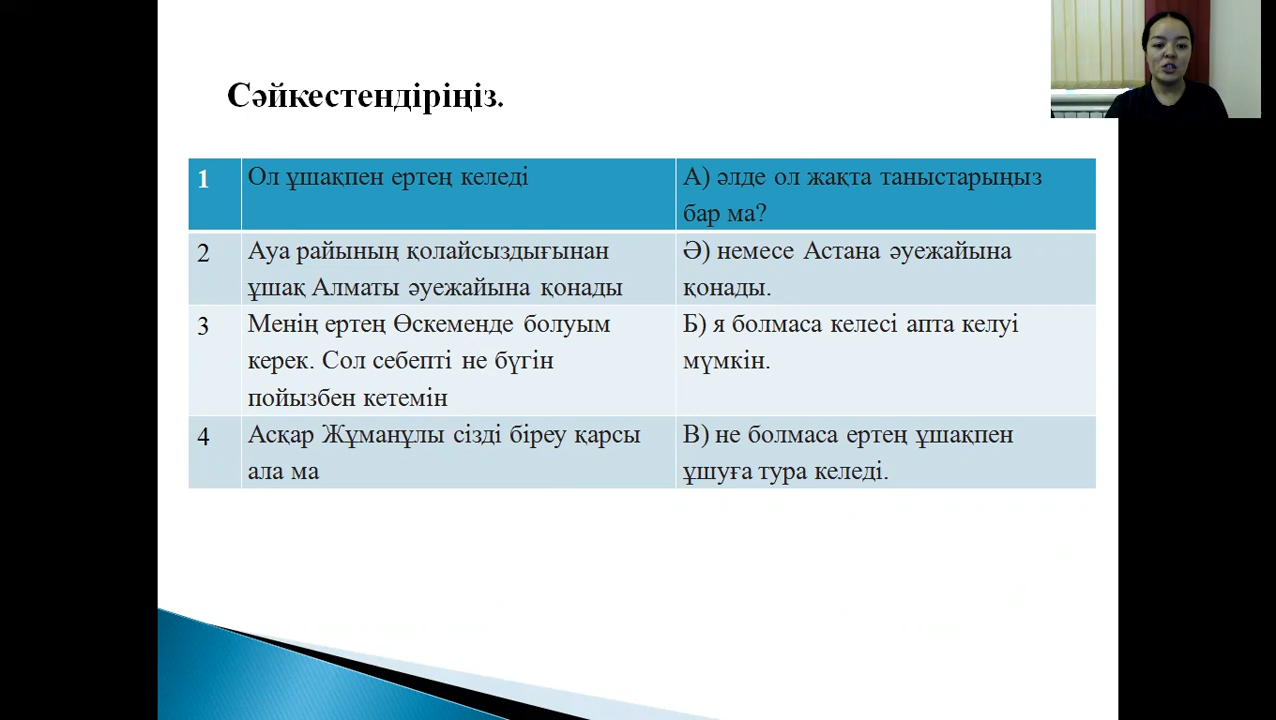 Сәйкестендіріңіз.
1 Ол ұшақпен ертең келеді
А) әлде ол жақта таныстарыңыз
бар ма?
2 Ауа райының қолайсыздығынан
ұшақ Алматы әуежайына қонады
Ә) немесе Астана әуежайына
қонады.
3 Менің ертең Өскеменде болуым
керек. Сол себепті не бүгін
пойызбен кетемін
Б) я болмаса келесі апта келуі
мүмкін.
4 Асқар Жұманұлы сізді біреу қарсы
ала ма
В) не болмаса ертең ұшақпен
ұшуға тура келеді.